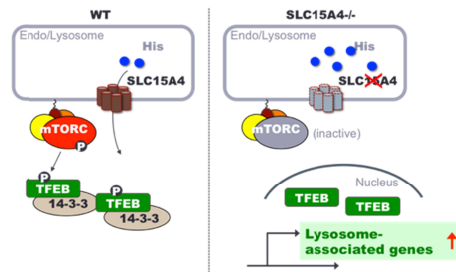 WT
Endo/Lysosome
His
SLC15A4
mTORC
P
P
TFEB
14-3-3
P
TFEB
14-3-3
SLC15A4-/-
Endo/Lysosome
His
SLC15A4
mTORC
(inactive)
Nucleus
TFEB
TFEB
Lysosome-
associated genes